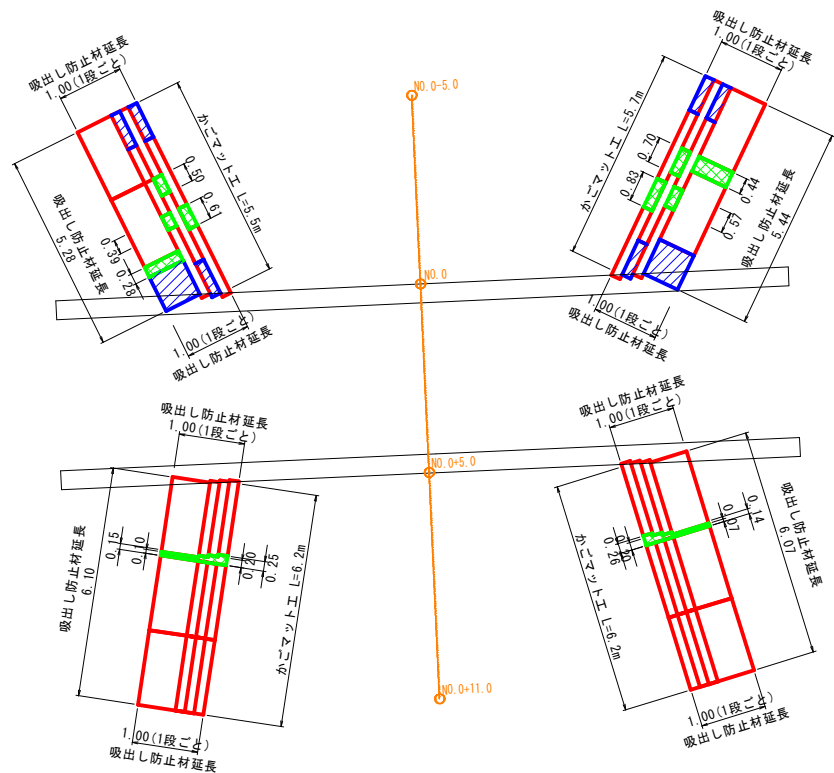 吸出し防止材延長
1.00(1段ごと)
かごマット工 L=5.5m
0.50
0.61
吸出し防止材延長
5.28
0.39
0.28
1.00(1段ごと)
吸出し防止材延長
NO.0-5.0
NO.0
NO.0+5.0
NO.0+11.0
吸出し防止材延長
1.00(1段ごと)
かごマット工 L=5.7m
0.70
0.83
0.44
0.57
吸出し防止材延長
5.44
1.00(1段ごと)
吸出し防止材延長
吸出し防止材延長
1.00(1段ごと)
吸出し防止材延長
6.10
0.15
0.10
0.20
0.25
かごマット工 L=6.2m
1.00(1段ごと)
吸出し防止材延長
吸出し防止材延長
1.00(1段ごと)
かごマット工 L=6.2m
0.26
0.20
0.07
0.14
吸出し防止材延長
6.07
1.00(1段ごと)
吸出し防止材延長